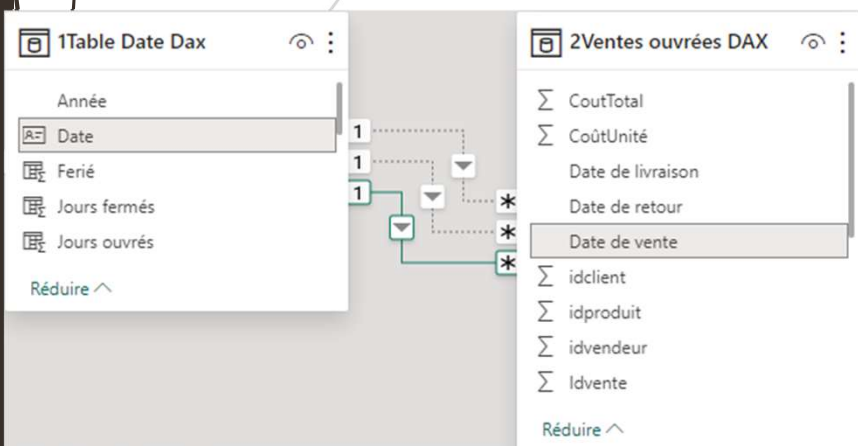 1Table Date Dax
Année
Date
Ferié
Jours fermés
Jours ouvrés
Réduire
1
1
1
*
*
*
2Ventes ouvrées DAX
CoutTotal
CoûtUnité
Date de livraison
Date de retour
Date de vente
idclient
idproduit
idvendeur
Idvente
Réduire